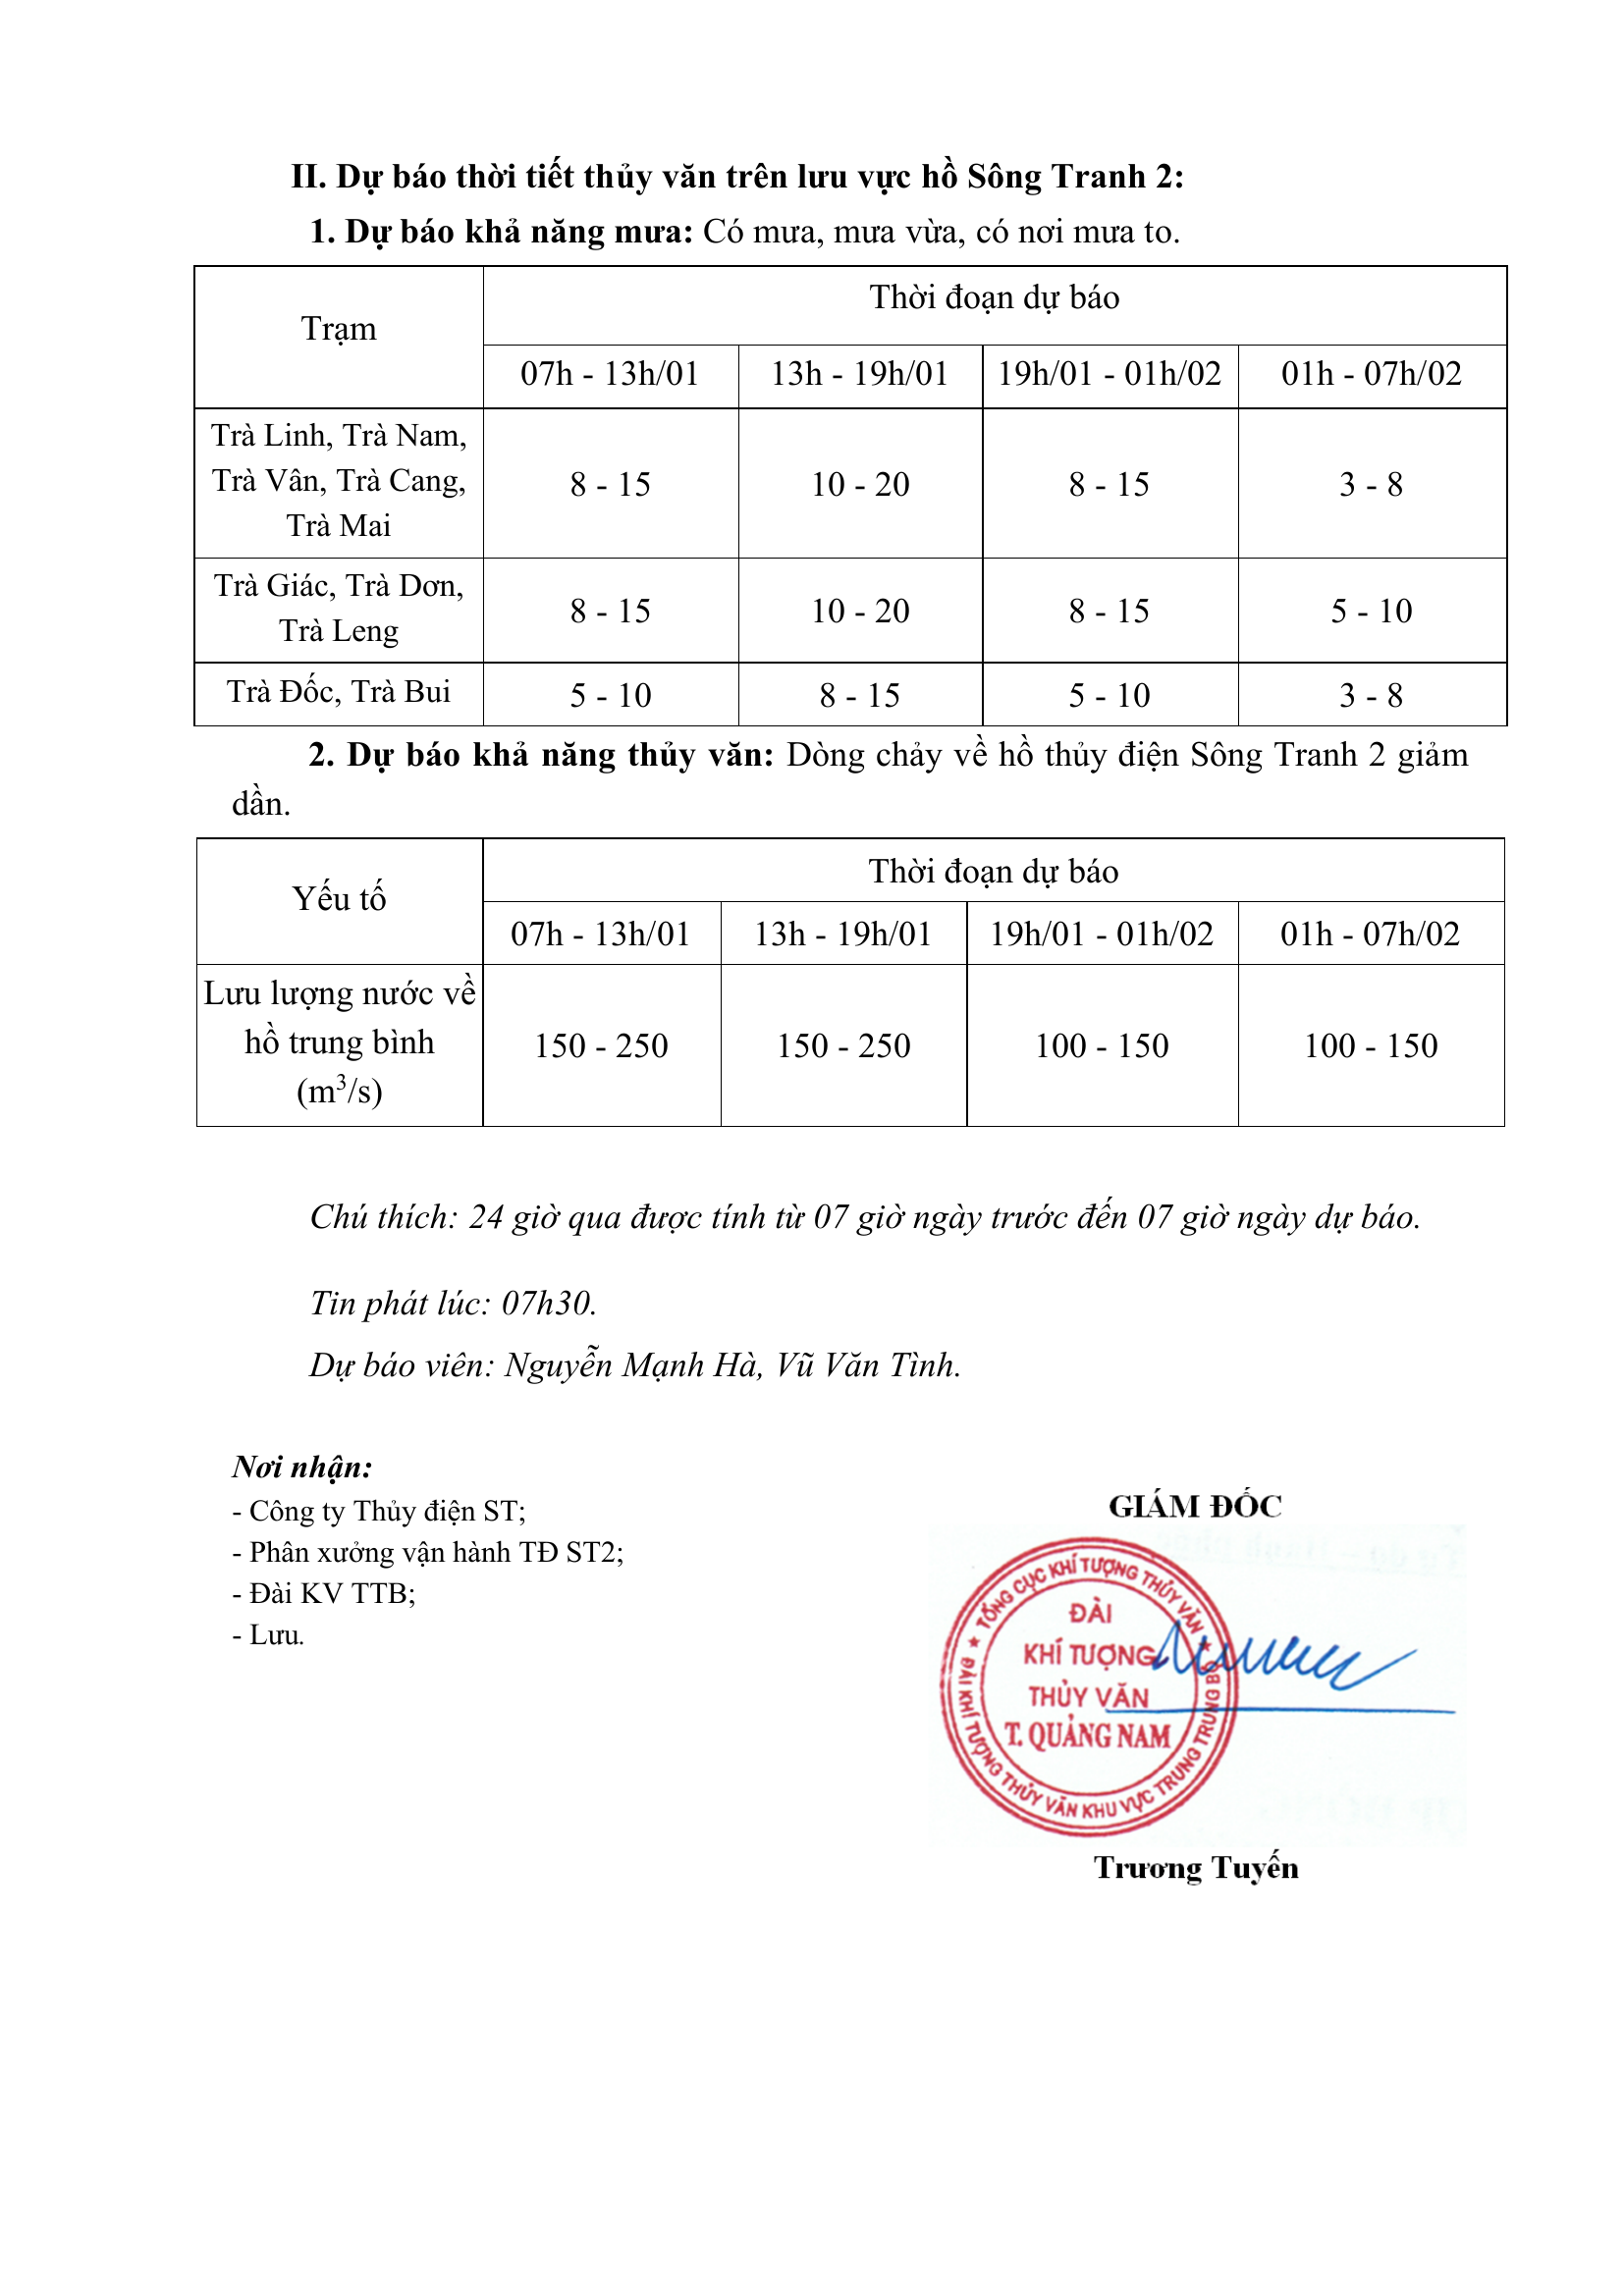 II. Dự báo thời tiết thủy văn trên lưu vực hồ Sông Tranh 2:
1. Dự báo khả năng mưa: Có mưa, mưa vừa, có nơi mưa to.
Trạm
Thời đoạn dự báo
07h - 13h/01 13h - 19h/01 19h/01 - 01h/02 01h - 07h/02
Trà Linh, Trà Nam,
Trà Vân, Trà Cang,
Trà Mai
8 - 15 10 - 20 8 - 15 3 - 8
Trà Giác, Trà Dơn,
Trà Leng
8 - 15 10 - 20 8 - 15 5 - 10
Trà Đốc, Trà Bui 5 - 10 8 - 15 5 - 10 3 - 8
2. Dự báo khả năng thủy văn: Dòng chảy về hồ thủy điện Sông Tranh 2 giảm
dần.
Yếu tố
Thời đoạn dự báo
07h - 13h/01 13h - 19h/01 19h/01 - 01h/02 01h - 07h/02
Lưu lượng nước về
hồ trung bình
(m³/s)
150 - 250 150 - 250 100 - 150 100 - 150
Chú thích: 24 giờ qua được tính từ 07 giờ ngày trước đến 07 giờ ngày dự báo.
Tin phát lúc: 07h30.
Dự báo viên: Nguyễn Mạnh Hà, Vũ Văn Tình.
Nơi nhận:
- Công ty Thủy điện ST;
- Phân xưởng vận hành TĐ ST2;
- Đài KV TTB;
- Lưu.
GIÁM ĐỐC
TỔNG CỤC KHÍ TƯỢNG THỦY VĂN
ĐÀI KHÍ TƯỢNG THỦY VĂN KHU VỰC TRUNG TRUNG BỘ
ĐÀI
KHÍ TƯỢNG
THỦY VĂN
T. QUẢNG NAM
Trương Tuyến